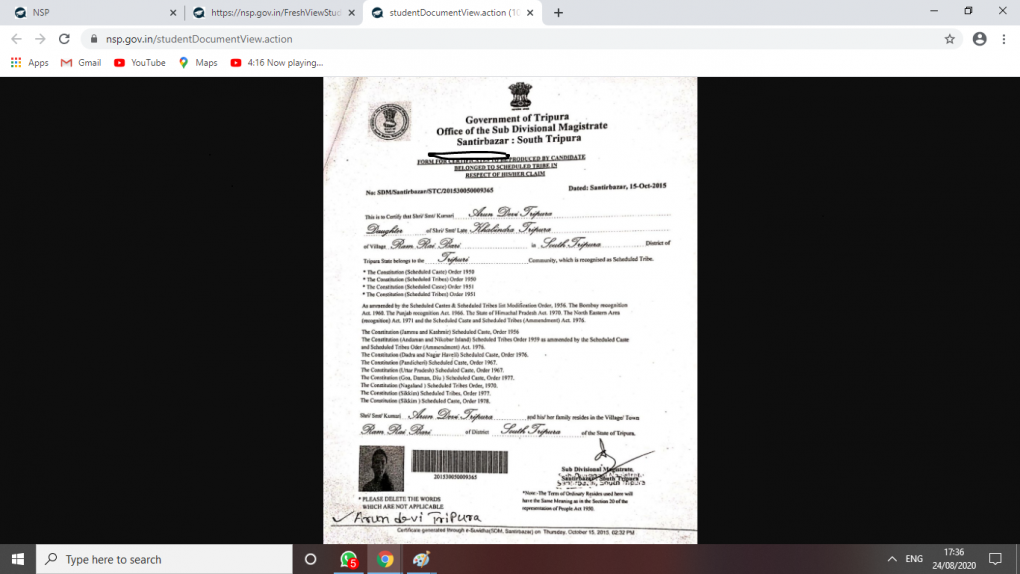 NSP
https://nsp.gov.in/FreshViewStud
studentDocumentView.action (10
nsp.gov.in/studentDocumentView.action
Apps Gmail YouTube Maps 4:16 Now playing...
Government of Tripura
Office of the Sub Divisional Magistrate
Santirbazar : South Tripura
FORM FOR CERTIFICATES TO BE PRODUCED BY CANDIDATE
BELONGED TO SCHEDULED TRIBE IN
RESPECT OF HIS/HER CLAIM
No: SDM/Santirbazar/STC/201530050009365 Dated: Santirbazar, 15-Oct-2015
This is to Certify that Shri/ Smt/ Kumari Arun Devi Tripura
Daughter of Shri/ Smt/ Late Khalindra Tripura
of Village Ram Rai Bari in South Tripura District of
Tripura State belongs to the Tripuri Community, which is recognised as Scheduled Tribe.
* The Constitution (Scheduled Caste) Order 1950
* The Constitution (Scheduled Tribes) Order 1950
* The Constitution (Scheduled Caste) Order 1951
* The Constitution (Scheduled Tribes) Order 1951
As ammended by the Scheduled Castes & Scheduled Tribes list Modification Order, 1956. The Bombay recognition
Act. 1960. The Punjab recognition Act. 1966. The State of Himachal Pradesh Act. 1970. The North Eastern Area
(recognition) Act. 1971 and the Scheduled Caste and Scheduled Tribes (Ammendment) Act. 1976.
The Constitution (Jammu and Kashmir) Scheduled Caste, Order 1956
The Constitution (Andaman and Nikobar Island) Scheduled Tribes Order 1959 as ammended by the Scheduled Caste
and Scheduled Tribes Oder (Ammendment) Act. 1976.
The Constitution (Dadra and Nagar Haveli) Scheduled Caste, Order 1976.
The Constitution (Pandicheri) Scheduled Caste, Order 1967.
The Constitution (Uttar Pradesh) Scheduled Caste, Order 1967.
The Constitution (Goa, Daman, Diu ) Scheduled Caste, Order 1977.
The Constitution (Nagaland ) Scheduled Tribes Order, 1970.
The Constitution (Sikkim) Scheduled Tribes, Order 1977.
The Constitution (Sikkim ) Scheduled Caste, Order 1978.
Shri/ Smt/ Kumari Arun Devi Tripura and his/ her family resides in the Village/ Town
Ram Rai Bari of District South Tripura of the State of Tripura.
201530050009365
Sub Divisional Magistrate.
Santirbazar: South Tripura
Santirbazar, South Tripura
* PLEASE DELETE THE WORDS
WHICH ARE NOT APPLICABLE
*Note:-The Term of Ordinary Resides used here will
have the Same Meaning as in the Section 20 of the
representation of People Act 1950.
Arun devi Tripura
Certificate generated through e-Suvidha(SDM, Santirbazar) on Thursday, October 15, 2015, 02:32 PM
Type here to search
5
ENG
17:36
24/08/2020